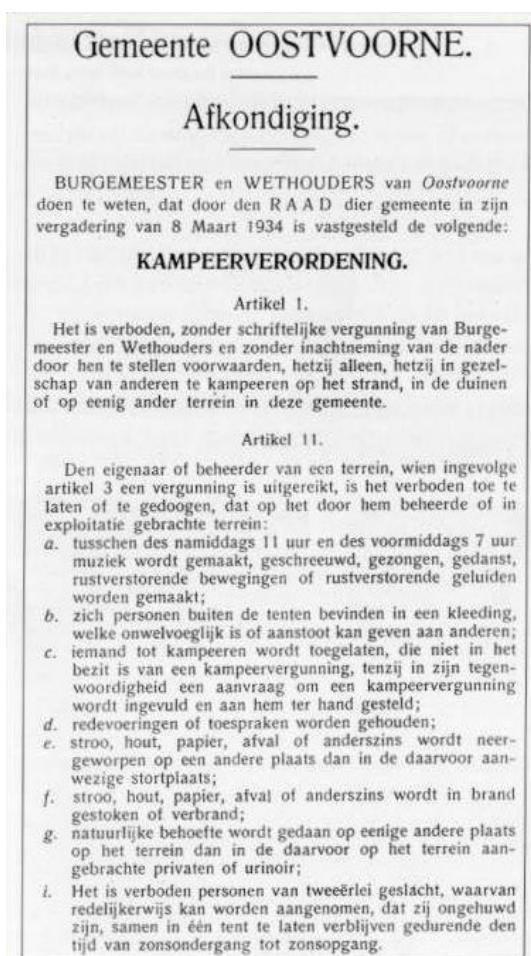 Gemeente OOSTVOORNE.
Afkondiging.
BURGEMEESTER en WETHOUDERS van Oostvoorne
doen te weten, dat door den RAAD dier gemeente in zijn
vergadering van 8 Maart 1934 is vastgesteld de volgende:
KAMPEERVERORDENING.
Artikel 1.
Het is verboden, zonder schriftelijke vergunning van Burge-
meester en Wethouders en zonder inachtneming van de nader
door hen te stellen voorwaarden, hetzij alleen, hetzij in gezel-
schap van anderen te kampeeren op het strand, in de duinen
of op eenig ander terrein in deze gemeente.
Artikel 11.
Den eigenaar of beheerder van een terrein, wien ingevolge
artikel 3 een vergunning is uitgereikt, is het verboden toe te
laten of te gedoogen, dat op het door hem beheerde of in
exploitatie gebrachte terrein:
a. tusschen des namiddags 11 uur en des voormiddags 7 uur
muziek wordt gemaakt, geschreeuwd, gezongen, gedanst,
rustverstorende bewegingen of rustverstorende geluiden
worden gemaakt;
b. zich personen buiten de tenten bevinden in een kleeding,
welke onwelvoeglijk is of aanstoot kan geven aan anderen;
c. iemand tot kampeeren wordt toegelaten, die niet in het
bezit is van een kampeervergunning, tenzij in zijn tegen-
woordigheid een aanvraag om een kampeervergunning
wordt ingevuld en aan hem ter hand gesteld;
d. redevoeringen of toespraken worden gehouden;
e. stroo, hout, papier, afval of anderszins wordt neer-
geworpen op een andere plaats dan in de daarvoor aan-
wezige stortplaats;
f. stroo, hout, papier, afval of anderszins wordt in brand
gestoken of verbrand;
g. natuurlijke behoefte wordt gedaan op eenige andere plaats
op het terrein dan in de daarvoor op het terrein aan-
gebrachte privaten of urinoir;
i. Het is verboden personen van tweeërlei geslacht, waarvan
redelijkerwijs kan worden aangenomen, dat zij ongehuwd
zijn, samen in één tent te laten verblijven gedurende den
tijd van zonsondergang tot zonsopgang.